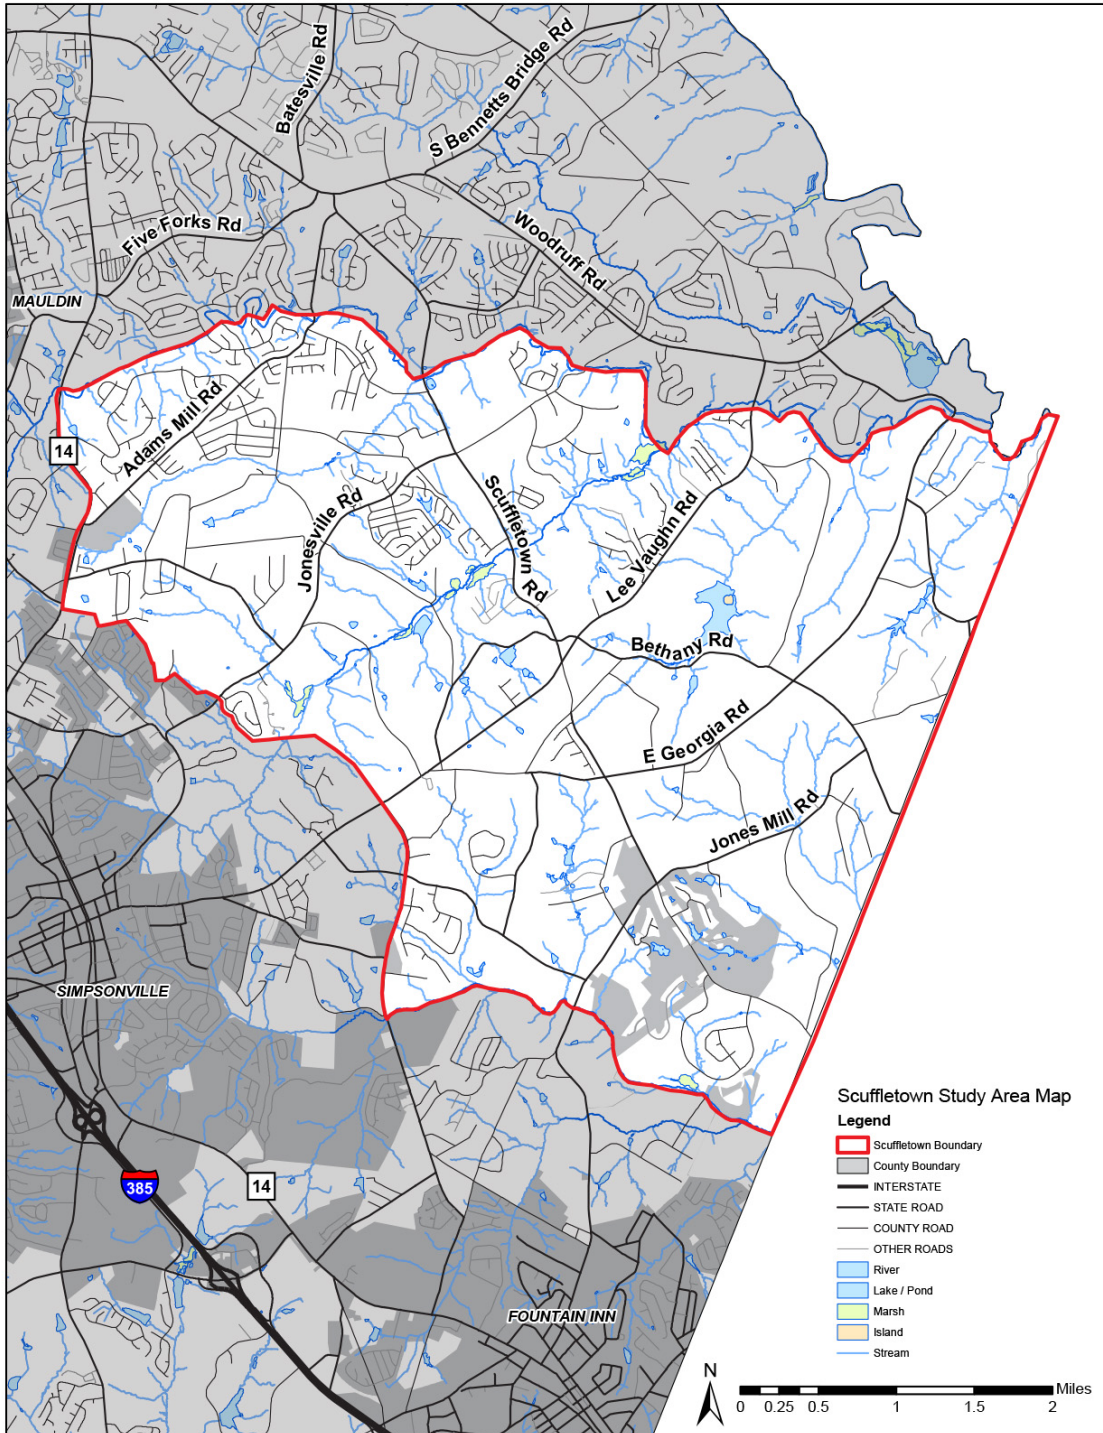 Batesville Rd
S Bennetts Bridge Rd
Five Forks Rd
Woodruff Rd
MAULDIN
Adams Mill Rd
14
Jonesville Rd
Scuffletown Rd
Lee Vaughn Rd
Bethany Rd
E Georgia Rd
Jones Mill Rd
SIMPSONVILLE
385
14
FOUNTAIN INN
Scuffletown Study Area Map
Legend
Scuffletown Boundary
County Boundary
INTERSTATE
STATE ROAD
COUNTY ROAD
OTHER ROADS
River
Lake / Pond
Marsh
Island
Stream
N
Miles
0 0.25 0.5 1 1.5 2